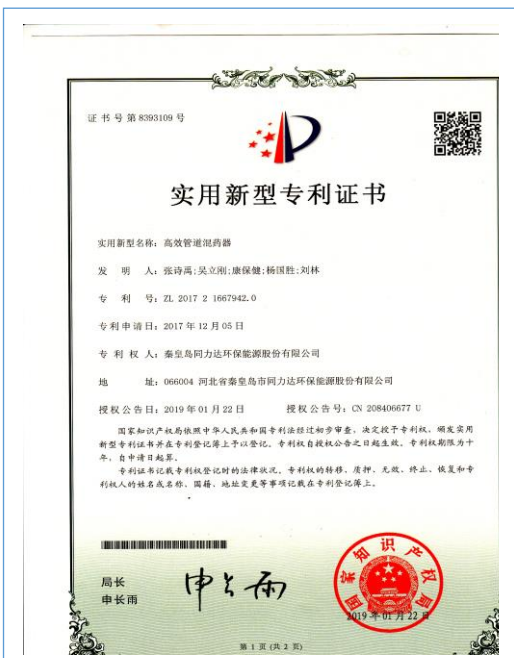 证书号第8393109号
实用新型专利证书
实用新型名称：高效管道混药器
发明人：张诗禹;吴立刚;康保健;杨国胜;刘林
专利号：ZL 2017 2 1667942.0
专利申请日：2017年12月05日
专利权人：秦皇岛同力达环保能源股份有限公司
地址：066004 河北省秦皇岛市同力达环保能源股份有限公司
授权公告日：2019年01月22日 授权公告号：CN 208406677 U
国家知识产权局依照中华人民共和国专利法经过初步审查，决定授予专利权，颁发实用
新型专利证书并在专利登记簿上予以登记。专利权自授权公告之日起生效。专利权期限为十
年，自申请日起算。
专利证书记载专利权登记时的法律状况。专利权的转移、质押、无效、终止、恢复和专
利权人的姓名或名称、国籍、地址变更等事项记载在专利登记簿上。
局长
申长雨
申长雨
国家知识产权局
2019年01月22日
第 1 页 (共 2 页)